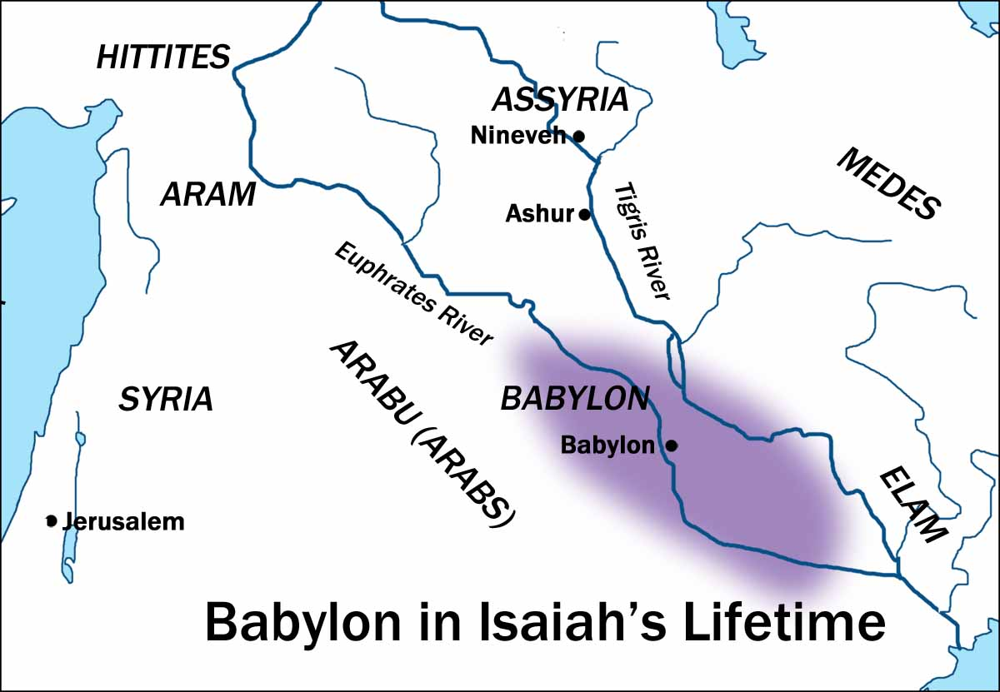 HITTITES
ASSYRIA
Nineveh
MEDES
ARAM
Ashur
Tigris River
Euphrates River
ARABU (ARABS)
SYRIA
BABYLON
Babylon
ELAM
Jerusalem
Babylon in Isaiah’s Lifetime